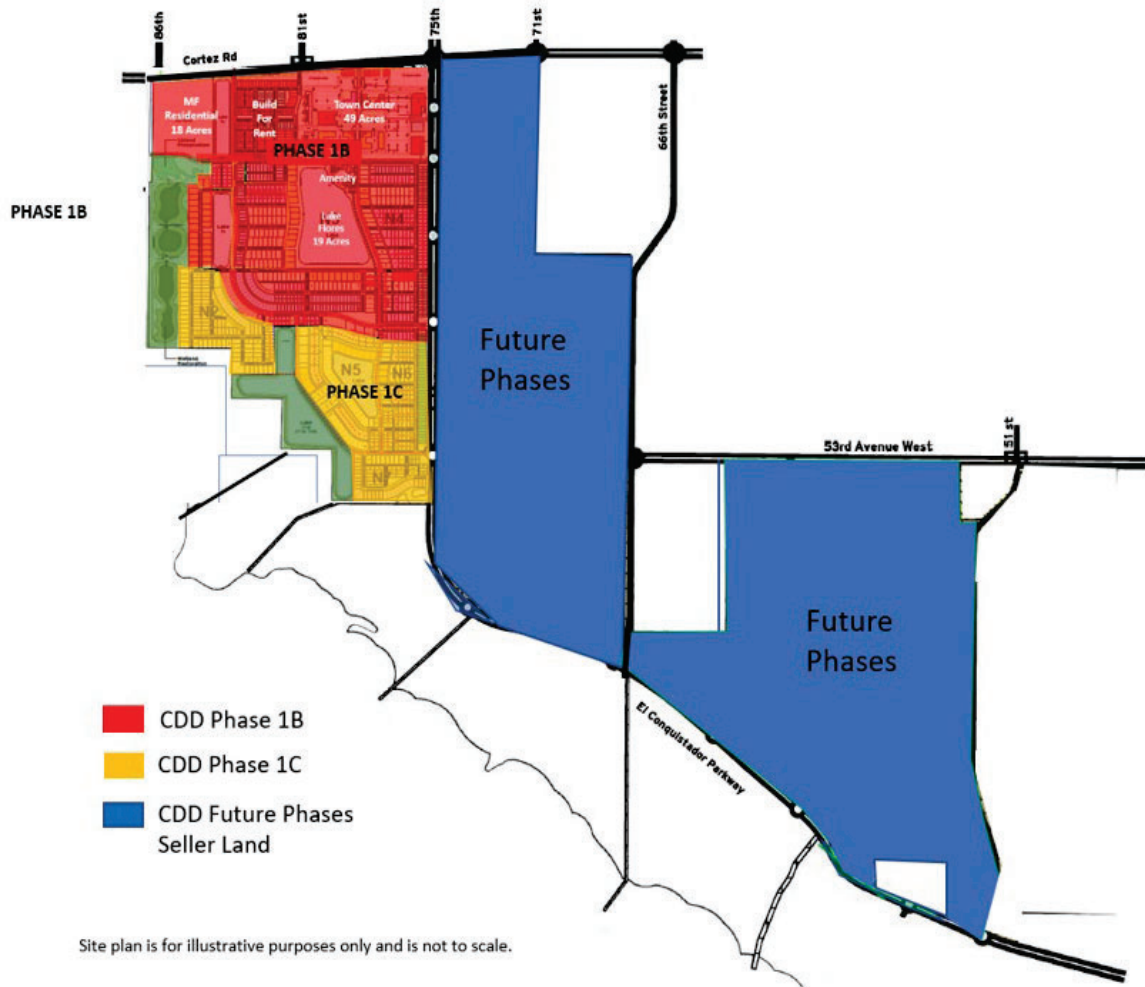 86th
81st
75th
71st
Cortez Rd
66th Street
MF
Residential
18 Acres
Build
For
Rent
Town Center
49 Acres
PHASE 1B
Amenity
PHASE 1B
Lake
Flores
19 Acres
N4
N2
N5
N6
PHASE 1C
N7
Future
Phases
53rd Avenue West
51st
Future
Phases
El Conquistador Parkway
CDD Phase 1B
CDD Phase 1C
CDD Future Phases
Seller Land
Site plan is for illustrative purposes only and is not to scale.